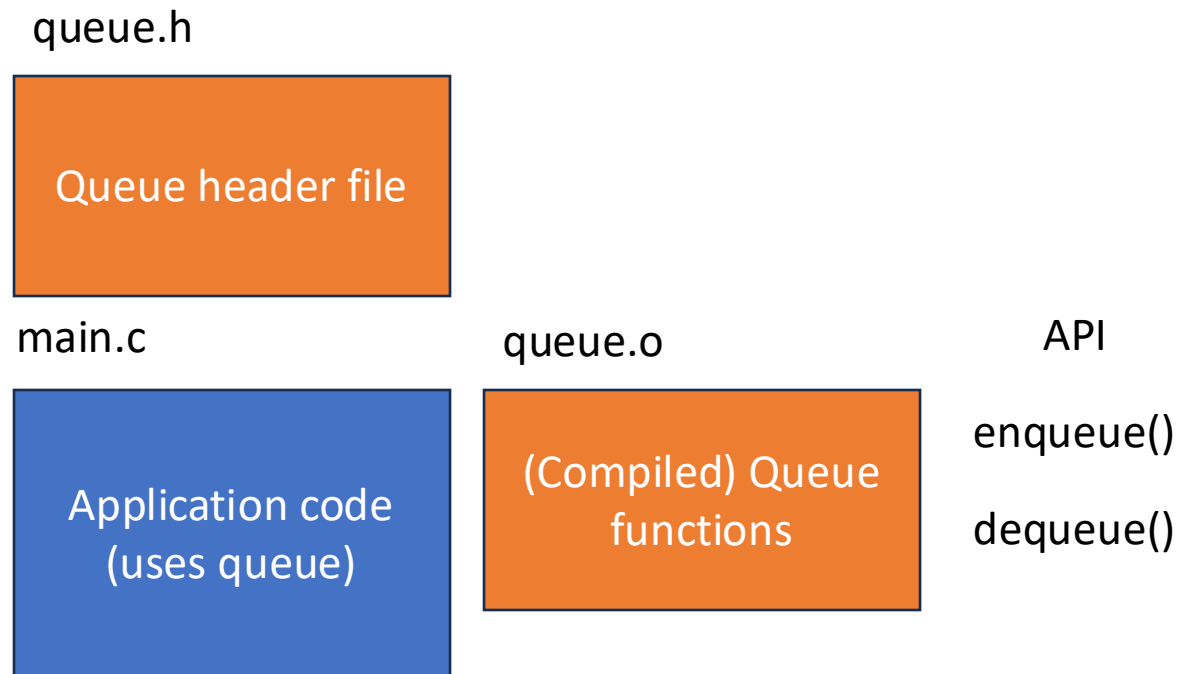 queue.h
Queue header file
main.c
queue.o
API
Application code
(uses queue)
(Compiled) Queue
functions
enqueue()
dequeue()